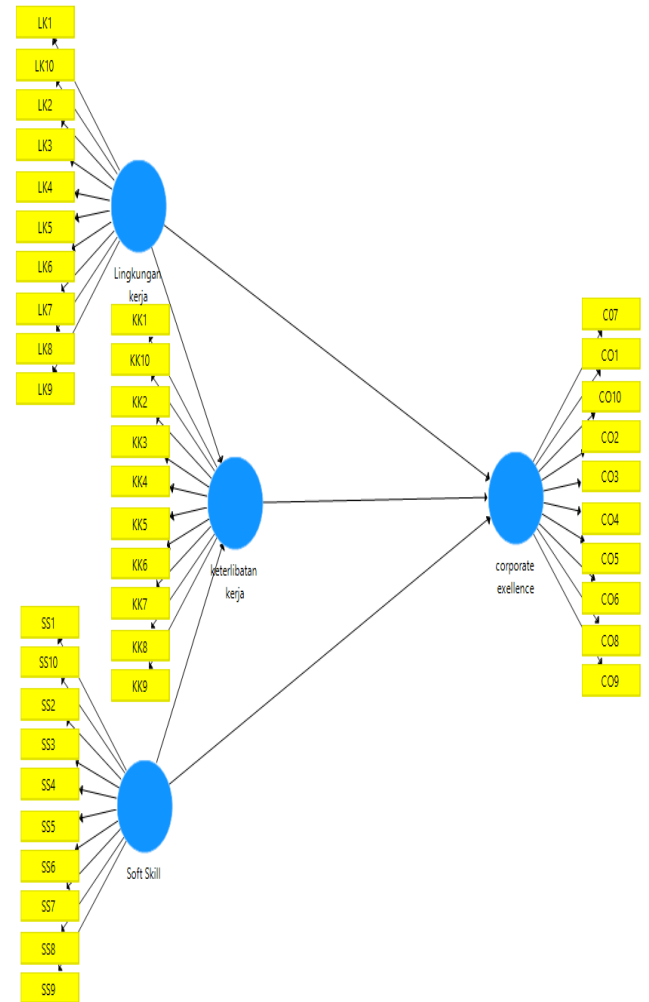 LK1
LK10
LK2
LK3
LK4
LK5
LK6
LK7
LK8
LK9
Lingkungan
kerja
KK1
KK10
KK2
KK3
KK4
KK5
KK6
KK7
KK8
KK9
keterlibatan
kerja
SS1
SS10
SS2
SS3
SS4
SS5
SS6
SS7
SS8
SS9
Soft Skill
C07
CO1
CO10
CO2
CO3
CO4
CO5
CO6
CO8
CO9
corporate
exellence